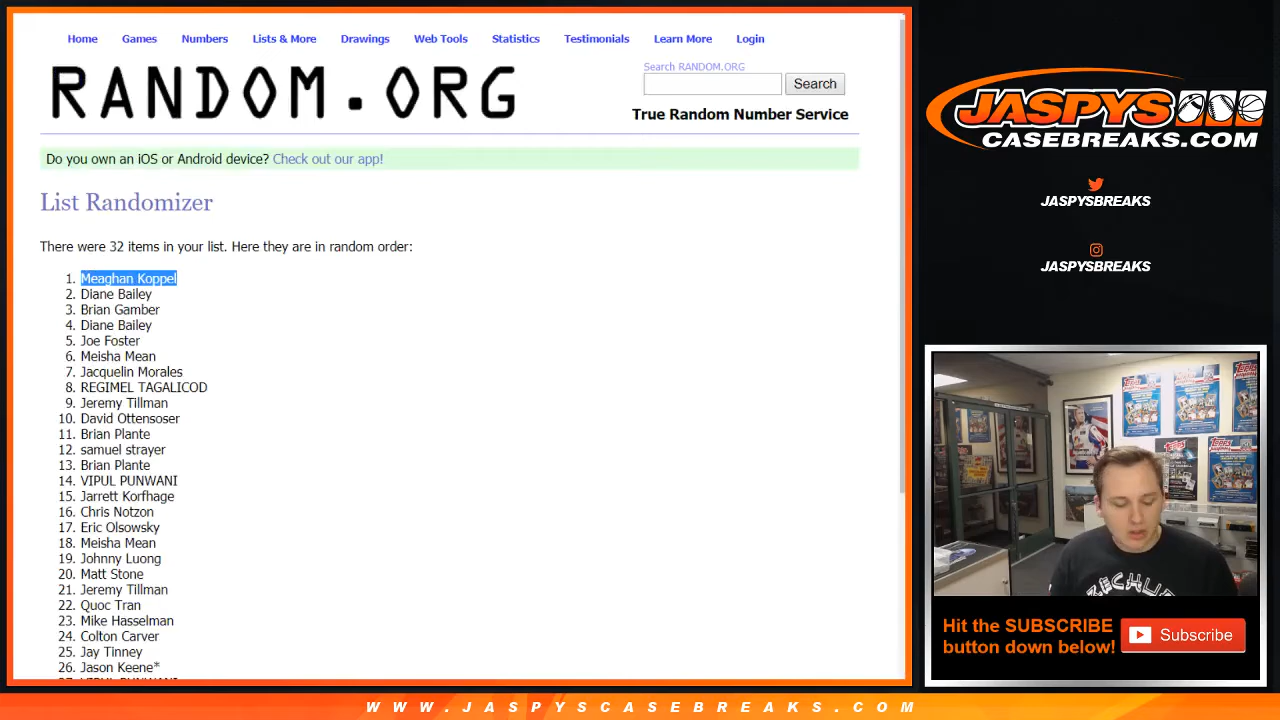 Home Games Numbers Lists & More Drawings Web Tools Statistics Testimonials Learn More Login
RANDOM.ORG
Search RANDOM.ORG
Search
True Random Number Service
Do you own an iOS or Android device? Check out our app!
List Randomizer
There were 32 items in your list. Here they are in random order:
1. Meaghan Koppel
2. Diane Bailey
3. Brian Gamber
4. Diane Bailey
5. Joe Foster
6. Meisha Mean
7. Jacquelin Morales
8. REGIMEL TAGALICOD
9. Jeremy Tillman
10. David Ottensoser
11. Brian Plante
12. samuel strayer
13. Brian Plante
14. VIPUL PUNWANI
15. Jarrett Korfhage
16. Chris Notzon
17. Eric Olsowsky
18. Meisha Mean
19. Johnny Luong
20. Matt Stone
21. Jeremy Tillman
22. Quoc Tran
23. Mike Hasselman
24. Colton Carver
25. Jay Tinney
26. Jason Keene*
JASPYS
CASEBREAKS.COM
JASPYSBREAKS
JASPYSBREAKS
Hit the SUBSCRIBE
button down below!
Subscribe
WWW.JASPYSCASEBREAKS.COM